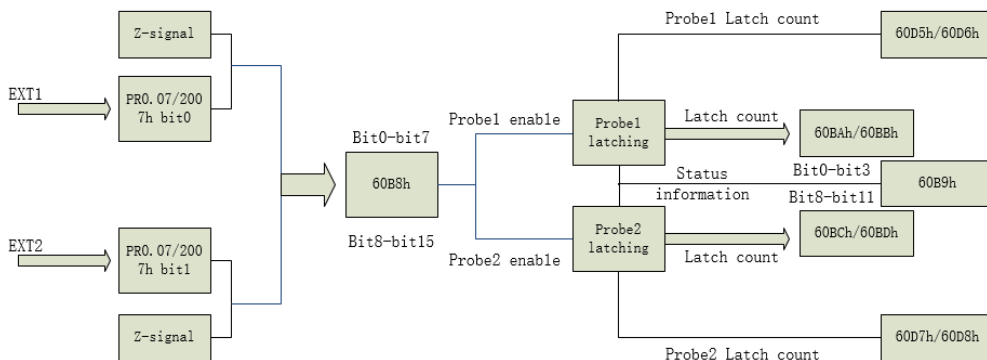 Probe1 Latch count
Z-signal
60D5h/60D6h
EXT1
PR0.07/200
7h bit0
Probe1 enable
Probe1
latching
Latch count
60BAh/60BBh
Bit0-bit7
60B8h
Bit8-bit15
Status
information
Bit0-bit3
Bit8-bit11
60B9h
EXT2
PR0.07/200
7h bit1
Probe2 enable
Probe2
latching
Latch count
60BCh/60BDh
Z-signal
60D7h/60D8h
Probe2 Latch count